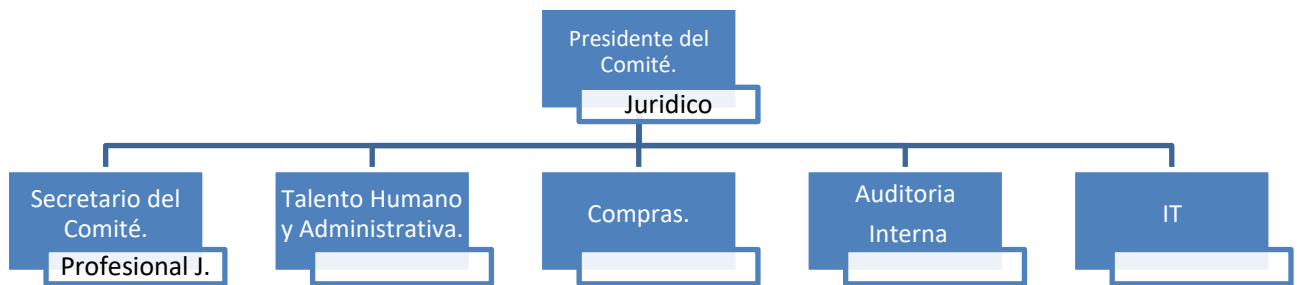 Presidente del
Comité.
Juridico
Secretario del
Comité.
Profesional J.
Talento Humano
y Administrativa.
Compras.
Auditoria
Interna
IT